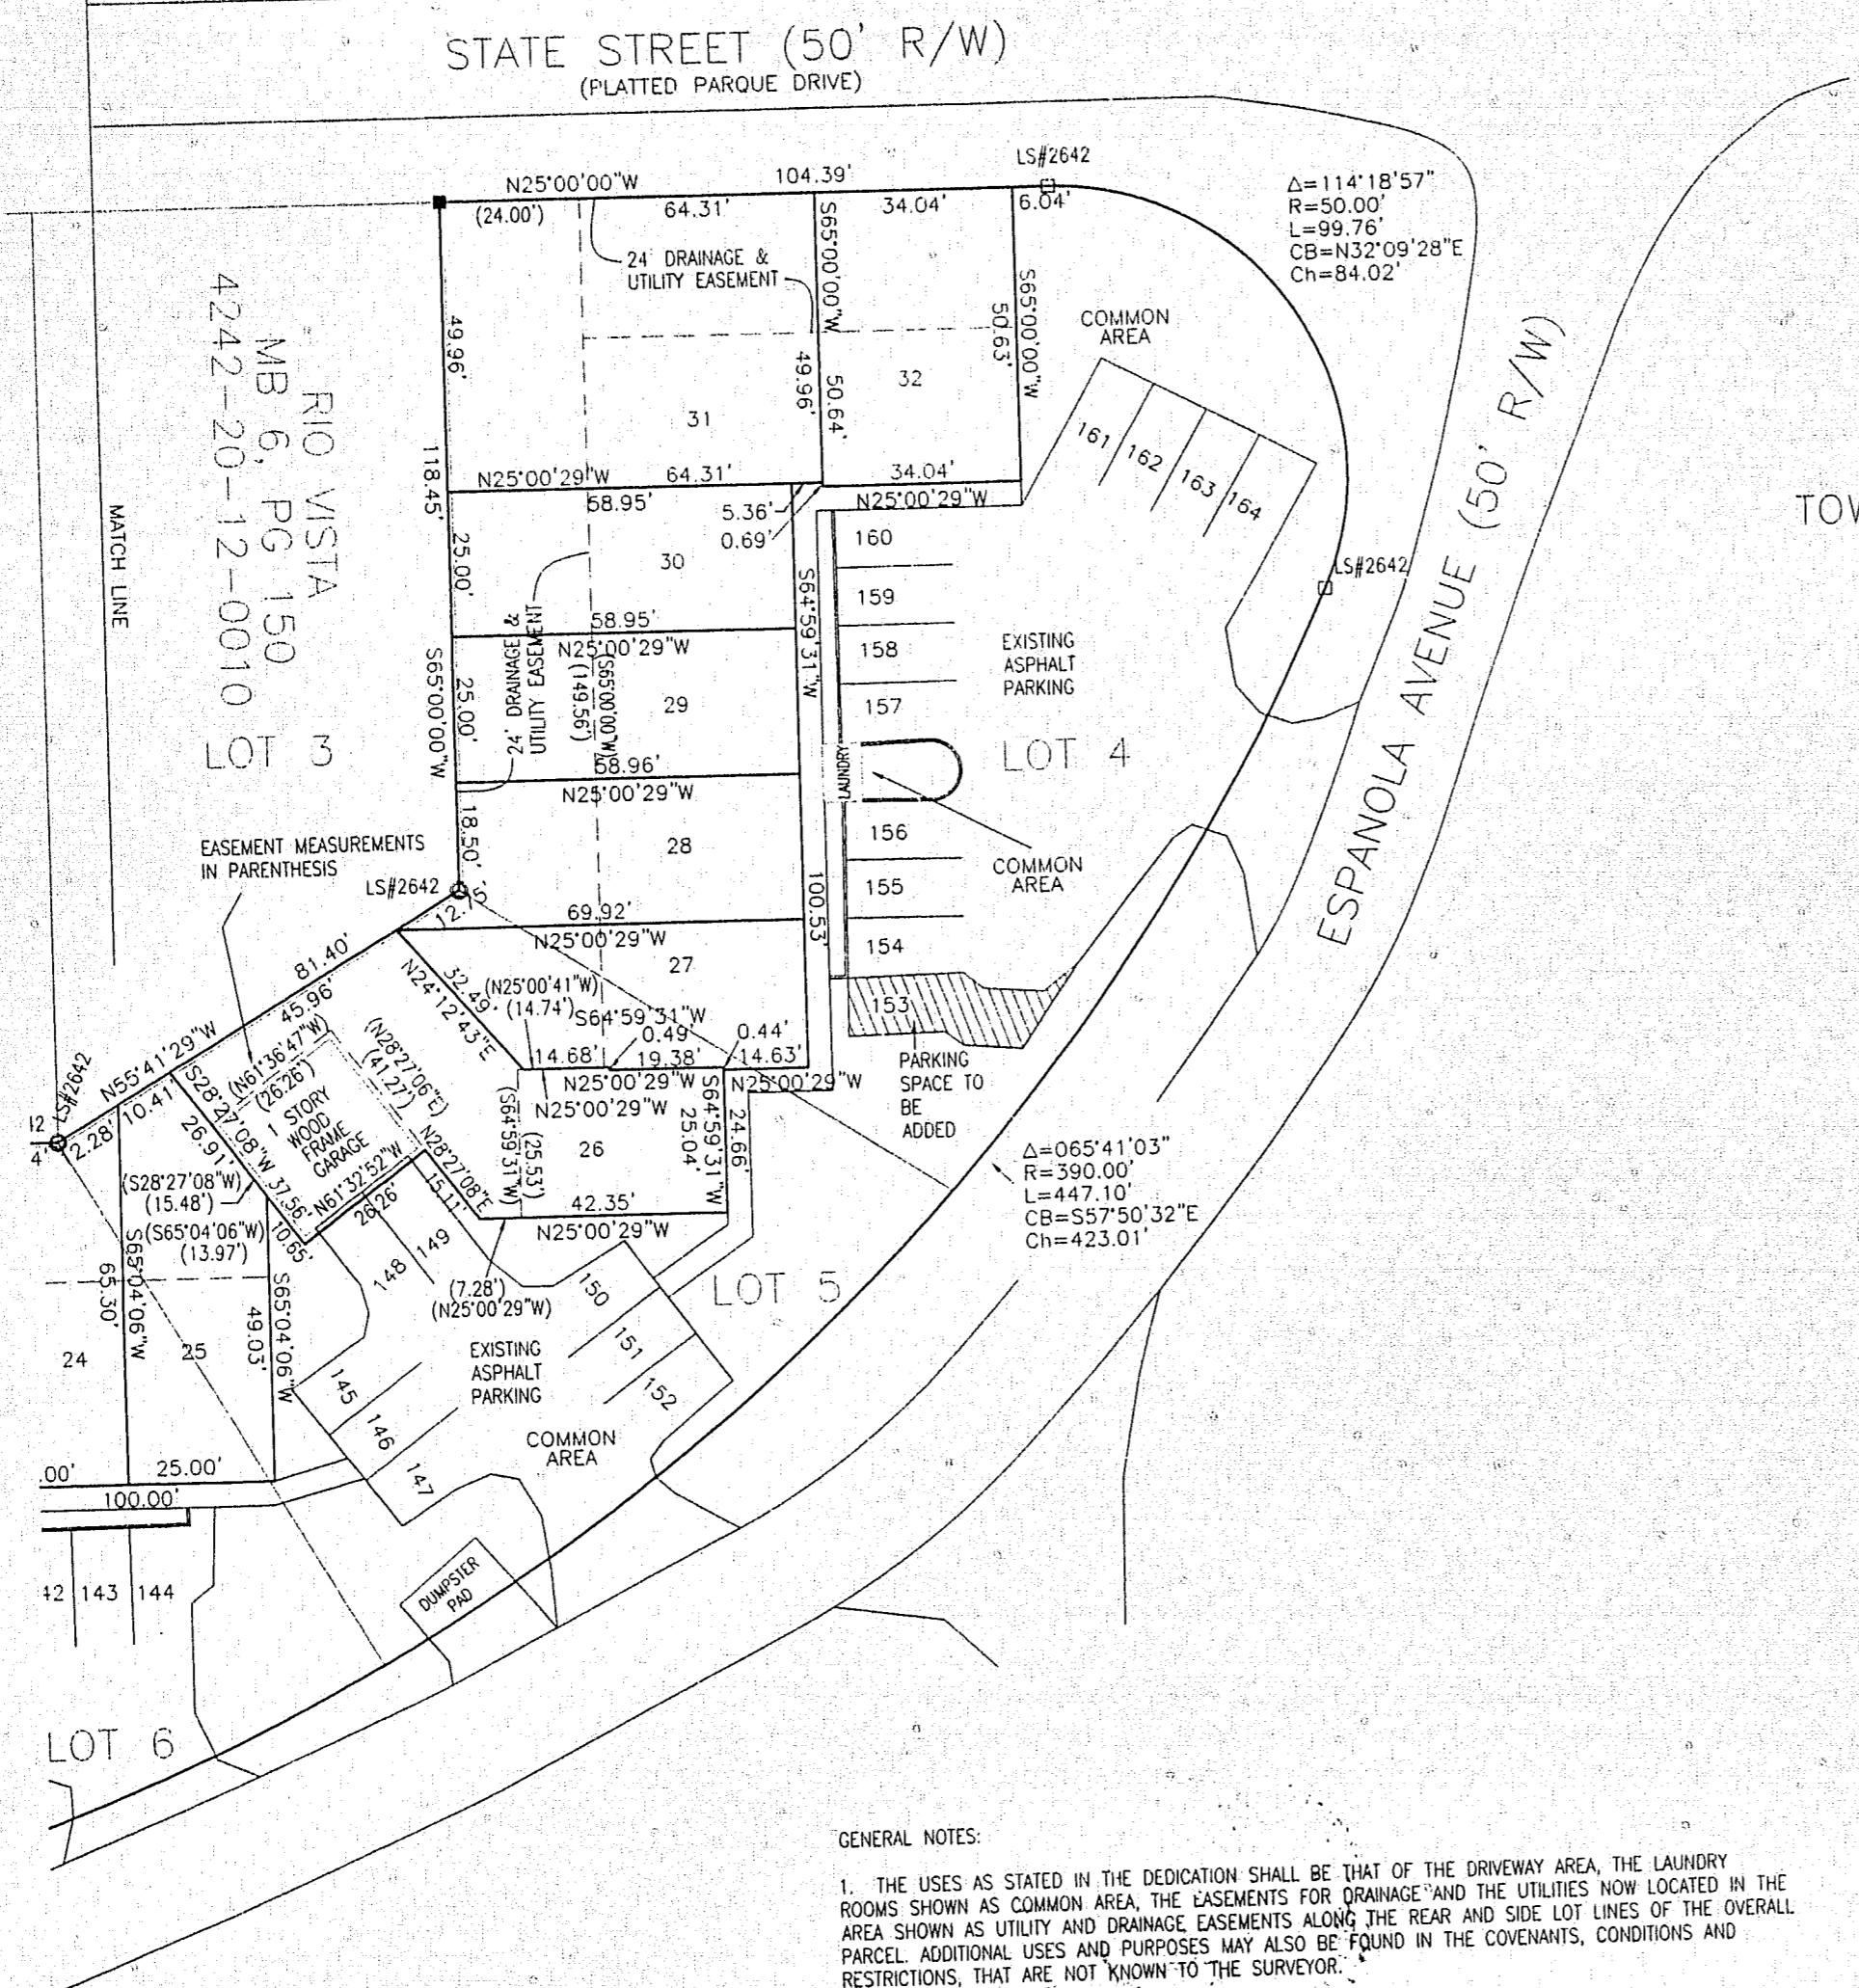 STATE STREET (50' R/W)
(PLATTED PARQUE DRIVE)
LS#2642
N25°00'00"W
104.39'
(24.00')
64.31'
34.04'
6.04'
Δ=114°18'57"
R=50.00'
L=99.76'
CB=N32°09'28"E
Ch=84.02'
24' DRAINAGE &
UTILITY EASEMENT
S65°00'00"W
S65°00'00"W
50.63'
COMMON
AREA
49.96'
49.96'
50.64'
32
31
RIO VISTA
MB 6, PG 150
4242-20-12-0010
LOT 3
MATCH LINE
118.45'
S65°00'00"W
161
162
163
164
N25°00'29"W
64.31'
34.04'
58.95'
5.36'
0.69'
N25°00'29"W
25.00'
30
160
159
158
157
LS#2642
ESPANOLA AVENUE (50' R/W)
TOW
S64°59'31"W
58.95'
N25°00'29"W
24' DRAINAGE &
UTILITY EASEMENT
S65°00'00"W
(149.56')
25.00'
29
EXISTING
ASPHALT
PARKING
LOT 4
LAUNDRY
58.96'
N25°00'29"W
18.50'
28
156
155
154
COMMON
AREA
EASEMENT MEASUREMENTS
IN PARENTHESIS
LS#2642
12.75'
100.53'
69.92'
N25°00'29"W
27
81.40'
45.96'
N55°41'29"W
32.49'
N24°12'43"E
(N25°00'41"W)
(14.74')
S64°59'31"W
0.49'
0.44'
14.68'
19.38'
14.63'
N25°00'29"W
N25°00'29"W
N25°00'29"W
153
PARKING
SPACE TO
BE
ADDED
LS#2642
12
4'
2.28'
10.41'
S28°27'08"W
26.91'
37.56'
(N61°36'47"W)
(26.26')
1 STORY
WOOD
FRAME
GARAGE
(N28°27'06"E)
(41.27')
N61°32'52"W
26.26'
N28°27'08"E
15.11'
(S64°59'31"W)
(25.53')
26
S64°59'31"W
25.04'
24.66'
42.35'
N25°00'29"W
Δ=065°41'03"
R=390.00'
L=447.10'
CB=S57°50'32"E
Ch=423.01'
(S28°27'08"W)
(15.48')
(S65°04'06"W)
(13.97')
10.65'
S65°04'06"W
65.30'
S65°04'06"W
49.03'
148
149
(7.28')
(N25°00'29"W)
150
151
152
LOT 5
24
25
EXISTING
ASPHALT
PARKING
145
146
147
COMMON
AREA
.00'
25.00'
100.00'
42
143
144
DUMPSTER
PAD
LOT 6
GENERAL NOTES:
1. THE USES AS STATED IN THE DEDICATION SHALL BE THAT OF THE DRIVEWAY AREA, THE LAUNDRY
ROOMS SHOWN AS COMMON AREA, THE EASEMENTS FOR DRAINAGE AND THE UTILITIES NOW LOCATED IN THE
AREA SHOWN AS UTILITY AND DRAINAGE EASEMENTS ALONG THE REAR AND SIDE LOT LINES OF THE OVERALL
PARCEL. ADDITIONAL USES AND PURPOSES MAY ALSO BE FOUND IN THE COVENANTS, CONDITIONS AND
RESTRICTIONS, THAT ARE NOT KNOWN TO THE SURVEYOR.